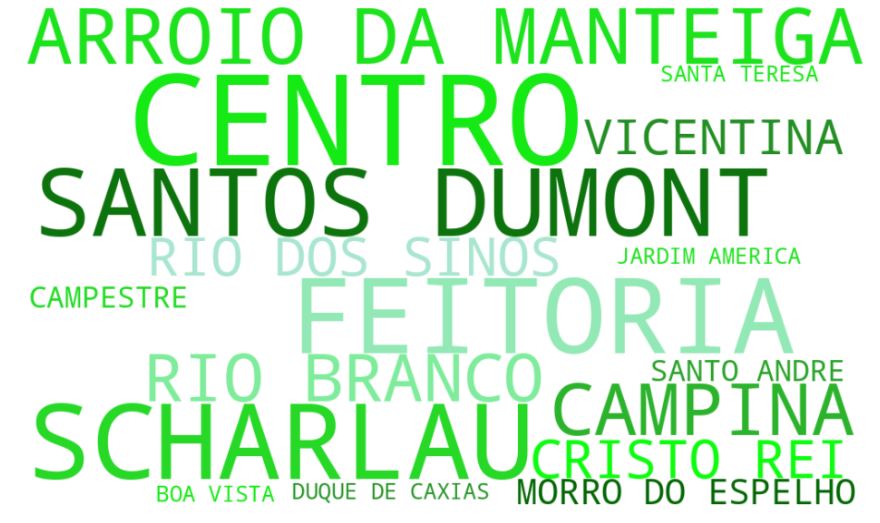 ARROIO DA MANTEIGA
SANTA TERESA
CENTRO
VICENTINA
SANTOS DUMONT
RIO DOS SINOS
JARDIM AMERICA
CAMPESTRE
FEITORIA
RIO BRANCO
SANTO ANDRE
CAMPINA
SCHARLAU
CRISTO REI
BOA VISTA
DUQUE DE CAXIAS
MORRO DO ESPELHO